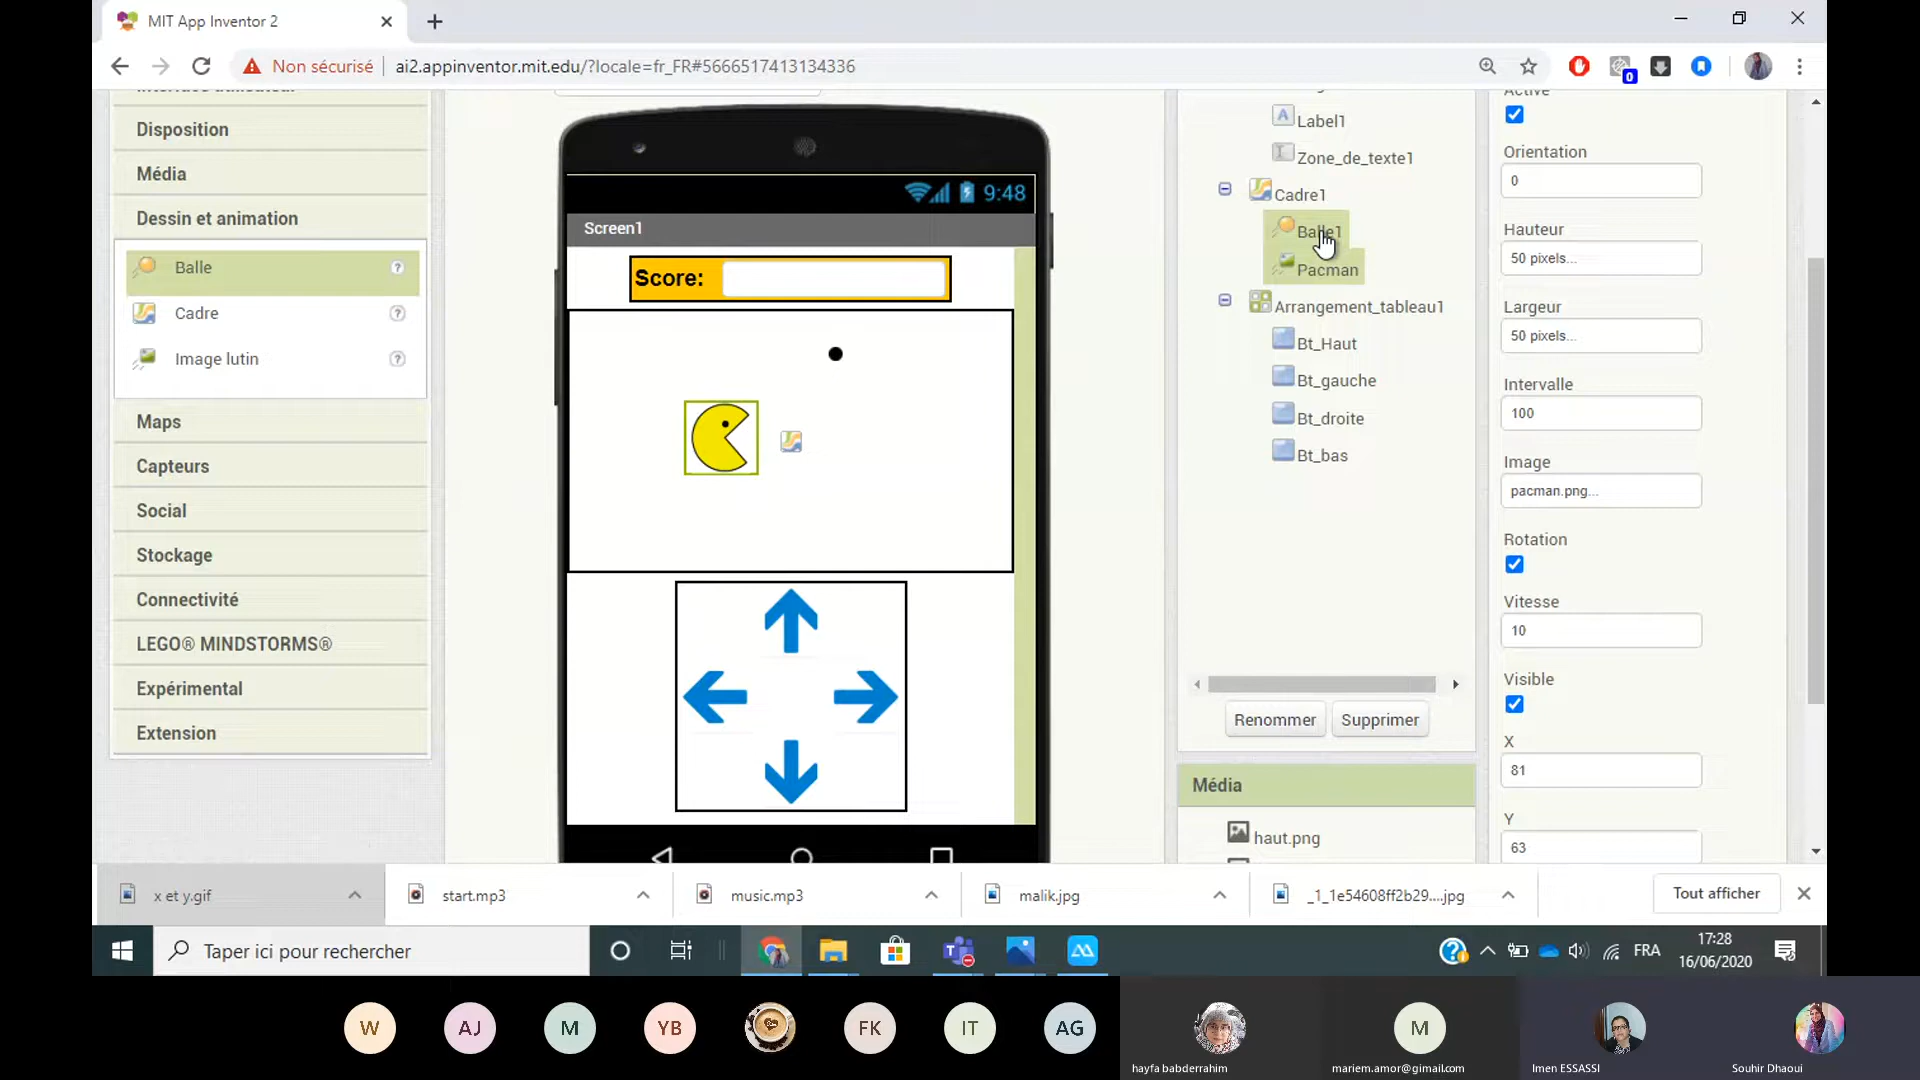 MIT App Inventor 2
Non sécurisé
ai2.appinventor.mit.edu/?locale=fr_FR#5666517413134336
0
Disposition
Média
Dessin et animation
Balle
?
Cadre
?
Image lutin
?
Maps
Capteurs
Social
Stockage
Connectivité
LEGO® MINDSTORMS®
Expérimental
Extension
9:48
Screen1
Score:
Label1
Zone_de_texte1
Cadre1
Balle1
Pacman
Arrangement_tableau1
Bt_Haut
Bt_gauche
Bt_droite
Bt_bas
Renommer
Supprimer
Média
haut.png
Active
Orientation
0
Hauteur
50 pixels...
Largeur
50 pixels...
Intervalle
100
Image
pacman.png...
Rotation
Vitesse
10
Visible
X
81
Y
63
x et y.gif
start.mp3
music.mp3
malik.jpg
_1_1e54608ff2b29....jpg
Tout afficher
Taper ici pour rechercher
FRA
17:28
16/06/2020
W
AJ
M
YB
FK
IT
AG
M
hayfa babderrahim
mariem.amor@gimail.com
Imen ESSASSI
Souhir Dhaoui